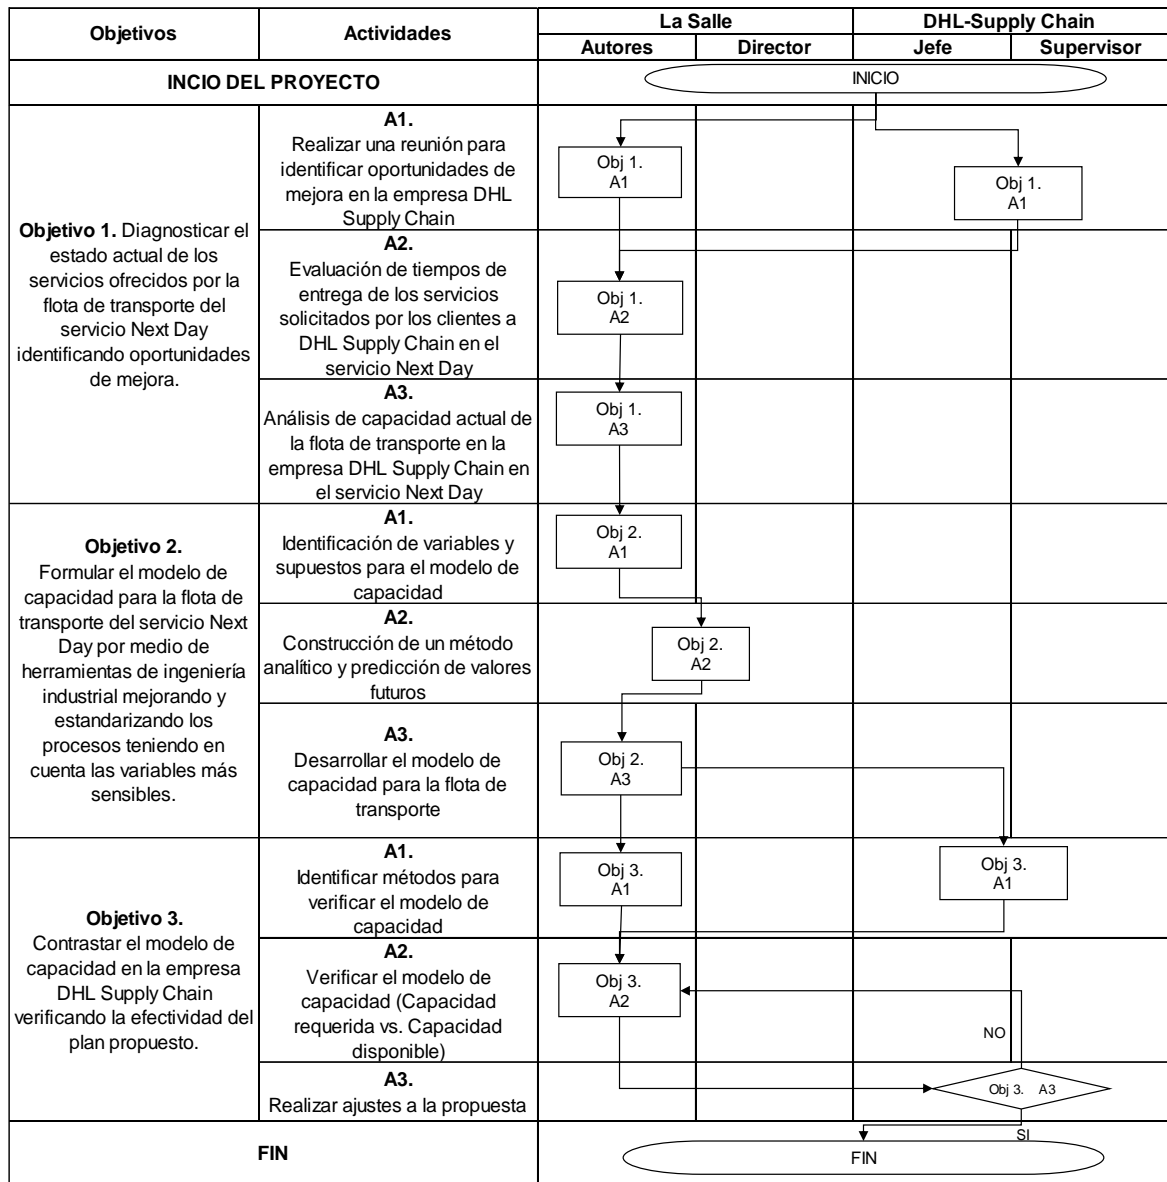 Objetivos
Actividades
La Salle
DHL-Supply Chain
Autores
Director
Jefe
Supervisor
INCIO DEL PROYECTO
INICIO
Objetivo 1. Diagnosticar el
estado actual de los
servicios ofrecidos por la
flota de transporte del
servicio Next Day
identificando oportunidades
de mejora.
A1.
Realizar una reunión para
identificar oportunidades de
mejora en la empresa DHL
Supply Chain
Obj 1.
A1
Obj 1.
A1
A2.
Evaluación de tiempos de
entrega de los servicios
solicitados por los clientes a
DHL Supply Chain en el
servicio Next Day
Obj 1.
A2
A3.
Análisis de capacidad actual de
la flota de transporte en la
empresa DHL Supply Chain en
el servicio Next Day
Obj 1.
A3
Objetivo 2.
Formular el modelo de
capacidad para la flota de
transporte del servicio Next
Day por medio de
herramientas de ingeniería
industrial mejorando y
estandarizando los
procesos teniendo en
cuenta las variables más
sensibles.
A1.
Identificación de variables y
supuestos para el modelo de
capacidad
Obj 2.
A1
A2.
Construcción de un método
analítico y predicción de valores
futuros
Obj 2.
A2
A3.
Desarrollar el modelo de
capacidad para la flota de
transporte
Obj 2.
A3
Objetivo 3.
Contrastar el modelo de
capacidad en la empresa
DHL Supply Chain
verificando la efectividad del
plan propuesto.
A1.
Identificar métodos para
verificar el modelo de
capacidad
Obj 3.
A1
Obj 3.
A1
A2.
Verificar el modelo de
capacidad (Capacidad
requerida vs. Capacidad
disponible)
Obj 3.
A2
NO
A3.
Realizar ajustes a la propuesta
Obj 3. A3
SI
FIN
FIN